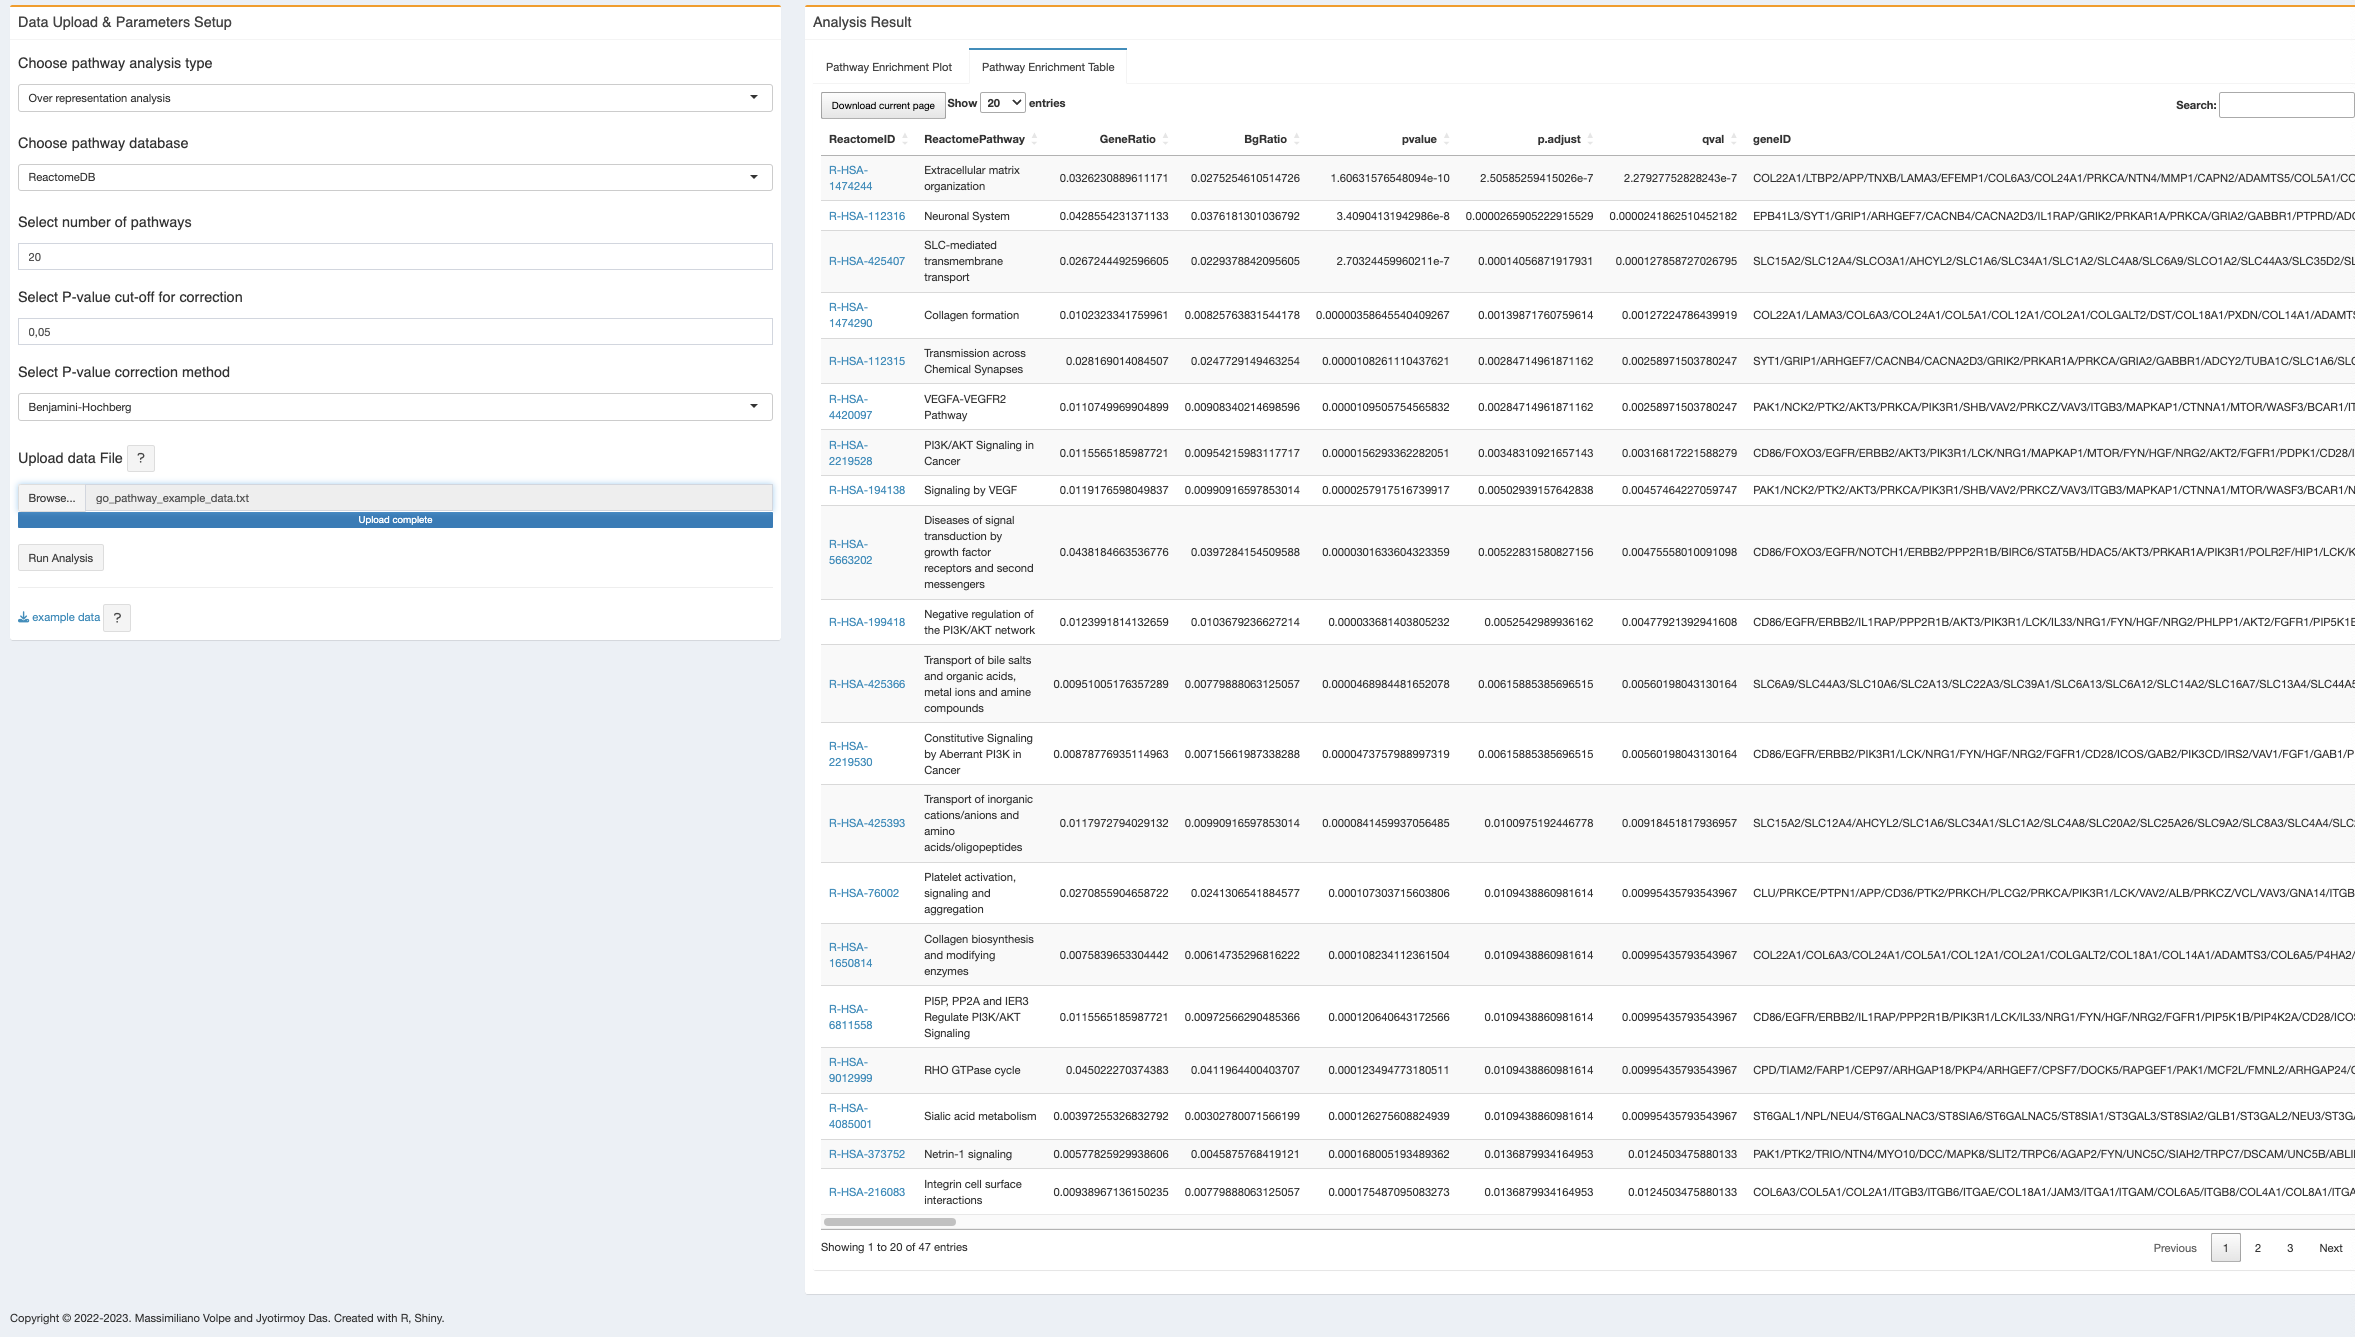 Data Upload & Parameters Setup
Choose pathway analysis type
Over representation analysis
Choose pathway database
ReactomeDB
Select number of pathways
20
Select P-value cut-off for correction
0,05
Select P-value correction method
Benjamini-Hochberg
Upload data File ?
Browse... go_pathway_example_data.txt
Upload complete
Run Analysis
example data ?
Analysis Result
Pathway Enrichment Plot Pathway Enrichment Table
Download current page Show 20 entries Search:
ReactomeID ReactomePathway GeneRatio BgRatio pvalue p.adjust qval geneID
R-HSA-
1474244
Extracellular matrix
organization
0.0326230889611171 0.0275254610514726 1.60631576548094e-10 2.50585259415026e-7 2.27927752828243e-7 COL22A1/LTBP2/APP/TNXB/LAMA3/EFEMP1/COL6A3/COL24A1/PRKCA/NTN4/MMP1/CAPN2/ADAMTS5/COL5A1/CO
R-HSA-112316 Neuronal System 0.0428554231371133 0.0376181301036792 3.40904131942986e-8 0.0000265905222915529 0.0000241862510452182 EPB41L3/SYT1/GRIP1/ARHGEF7/CACNB4/CACNA2D3/IL1RAP/GRIK2/PRKAR1A/PRKCA/GRIA2/GABBR1/PTPRD/ADC
R-HSA-425407
SLC-mediated
transmembrane
transport
0.0267244492596605 0.0229378842095605 2.70324459960211e-7 0.00014056871917931 0.000127858727026795 SLC15A2/SLC12A4/SLCO3A1/AHCYL2/SLC1A6/SLC34A1/SLC1A2/SLC4A8/SLC6A9/SLCO1A2/SLC44A3/SLC35D2/SL
R-HSA-
1474290
Collagen formation 0.0102323341759961 0.00825763831544178 0.00000358645540409267 0.00139871760759614 0.00127224786439919 COL22A1/LAMA3/COL6A3/COL24A1/COL5A1/COL12A1/COL2A1/COLGALT2/DST/COL18A1/PXDN/COL14A1/ADAMTS
R-HSA-112315
Transmission across
Chemical Synapses
0.028169014084507 0.0247729149463254 0.0000108261110437621 0.00284714961871162 0.00258971503780247 SYT1/GRIP1/ARHGEF7/CACNB4/CACNA2D3/GRIK2/PRKAR1A/PRKCA/GRIA2/GABBR1/ADCY2/TUBA1C/SLC1A6/SLC
R-HSA-
4420097
VEGFA-VEGFR2
Pathway
0.0110749969904899 0.00908340214698596 0.0000109505754565832 0.00284714961871162 0.00258971503780247 PAK1/NCK2/PTK2/AKT3/PRKCA/PIK3R1/SHB/VAV2/PRKCZ/VAV3/ITGB3/MAPKAP1/CTNNA1/MTOR/WASF3/BCAR1/IT
R-HSA-
2219528
PI3K/AKT Signaling in
Cancer
0.0115565185987721 0.00954215983117717 0.0000156293362282051 0.00348310921657143 0.00316817221588279 CD86/FOXO3/EGFR/ERBB2/AKT3/PIK3R1/LCK/NRG1/MAPKAP1/MTOR/FYN/HGF/NRG2/AKT2/FGFR1/PDPK1/CD28/I
R-HSA-194138 Signaling by VEGF 0.0119176598049837 0.00990916597853014 0.0000257917516739917 0.00502939157642838 0.00457464227059747 PAK1/NCK2/PTK2/AKT3/PRKCA/PIK3R1/SHB/VAV2/PRKCZ/VAV3/ITGB3/MAPKAP1/CTNNA1/MTOR/WASF3/BCAR1/N
R-HSA-
5663202
Diseases of signal
transduction by
growth factor
receptors and second
messengers
0.0438184663536776 0.0397284154509588 0.0000301633604323359 0.00522831580827156 0.00475558010091098 CD86/FOXO3/EGFR/NOTCH1/ERBB2/PPP2R1B/BIRC6/STAT5B/HDAC5/AKT3/PRKAR1A/PIK3R1/POLR2F/HIP1/LCK/K
R-HSA-199418
Negative regulation of
the PI3K/AKT network
0.0123991814132659 0.0103679236627214 0.000033681403805232 0.0052542989936162 0.00477921392941608 CD86/EGFR/ERBB2/IL1RAP/PPP2R1B/AKT3/PIK3R1/LCK/IL33/NRG1/FYN/HGF/NRG2/PHLPP1/AKT2/FGFR1/PIP5K1B
R-HSA-425366
Transport of bile salts
and organic acids,
metal ions and amine
compounds
0.00951005176357289 0.00779888063125057 0.0000468984481652078 0.00615885385696515 0.00560198043130164 SLC6A9/SLC44A3/SLC10A6/SLC2A13/SLC22A3/SLC39A1/SLC6A13/SLC6A12/SLC14A2/SLC16A7/SLC13A4/SLC44A5
R-HSA-
2219530
Constitutive Signaling
by Aberrant PI3K in
Cancer
0.00878776935114963 0.00715661987338288 0.0000473757988997319 0.00615885385696515 0.00560198043130164 CD86/EGFR/ERBB2/PIK3R1/LCK/NRG1/FYN/HGF/NRG2/FGFR1/CD28/ICOS/GAB2/PIK3CD/IRS2/VAV1/FGF1/GAB1/P
R-HSA-425393
Transport of inorganic
cations/anions and
amino
acids/oligopeptides
0.0117972794029132 0.00990916597853014 0.0000841459937056485 0.0100975192446778 0.00918451817936957 SLC15A2/SLC12A4/AHCYL2/SLC1A6/SLC34A1/SLC1A2/SLC4A8/SLC20A2/SLC25A26/SLC9A2/SLC8A3/SLC4A4/SLC
R-HSA-76002
Platelet activation,
signaling and
aggregation
0.0270855904658722 0.0241306541884577 0.000107303715603806 0.0109438860981614 0.00995435793543967 CLU/PRKCE/PTPN1/APP/CD36/PTK2/PRKCH/PLCG2/PRKCA/PIK3R1/LCK/VAV2/ALB/PRKCZ/VCL/VAV3/GNA14/ITGB
R-HSA-
1650814
Collagen biosynthesis
and modifying
enzymes
0.0075839653304442 0.00614735296816222 0.000108234112361504 0.0109438860981614 0.00995435793543967 COL22A1/COL6A3/COL24A1/COL5A1/COL12A1/COL2A1/COLGALT2/COL18A1/COL14A1/ADAMTS3/COL6A5/P4HA2/
R-HSA-
6811558
PI5P, PP2A and IER3
Regulate PI3K/AKT
Signaling
0.0115565185987721 0.00972566290485366 0.000120640643172566 0.0109438860981614 0.00995435793543967 CD86/EGFR/ERBB2/IL1RAP/PPP2R1B/PIK3R1/LCK/IL33/NRG1/FYN/HGF/NRG2/FGFR1/PIP5K1B/PIP4K2A/CD28/ICOS
R-HSA-
9012999
RHO GTPase cycle 0.045022270374383 0.0411964400403707 0.000123494773180511 0.0109438860981614 0.00995435793543967 CPD/TIAM2/FARP1/CEP97/ARHGAP18/PKP4/ARHGEF7/CPSF7/DOCK5/RAPGEF1/PAK1/MCF2L/FMNL2/ARHGAP24/C
R-HSA-
4085001
Sialic acid metabolism 0.00397255326832792 0.00302780071566199 0.000126275608824939 0.0109438860981614 0.00995435793543967 ST6GAL1/NPL/NEU4/ST6GALNAC3/ST8SIA6/ST6GALNAC5/ST8SIA1/ST3GAL3/ST8SIA2/GLB1/ST3GAL2/NEU3/ST3G
R-HSA-373752 Netrin-1 signaling 0.00577825929938606 0.0045875768419121 0.000168005193489362 0.0136879934164953 0.0124503475880133 PAK1/PTK2/TRIO/NTN4/MYO10/DCC/MAPK8/SLIT2/TRPC6/AGAP2/FYN/UNC5C/SIAH2/TRPC7/DSCAM/UNC5B/ABLI
R-HSA-216083
Integrin cell surface
interactions
0.00938967136150235 0.00779888063125057 0.000175487095083273 0.0136879934164953 0.0124503475880133 COL6A3/COL5A1/COL2A1/ITGB3/ITGB6/ITGAE/COL18A1/JAM3/ITGA1/ITGAM/COL6A5/ITGB8/COL4A1/COL8A1/ITGA
Showing 1 to 20 of 47 entries Previous 1 2 3 Next
Copyright © 2022-2023. Massimiliano Volpe and Jyotirmoy Das. Created with R, Shiny.